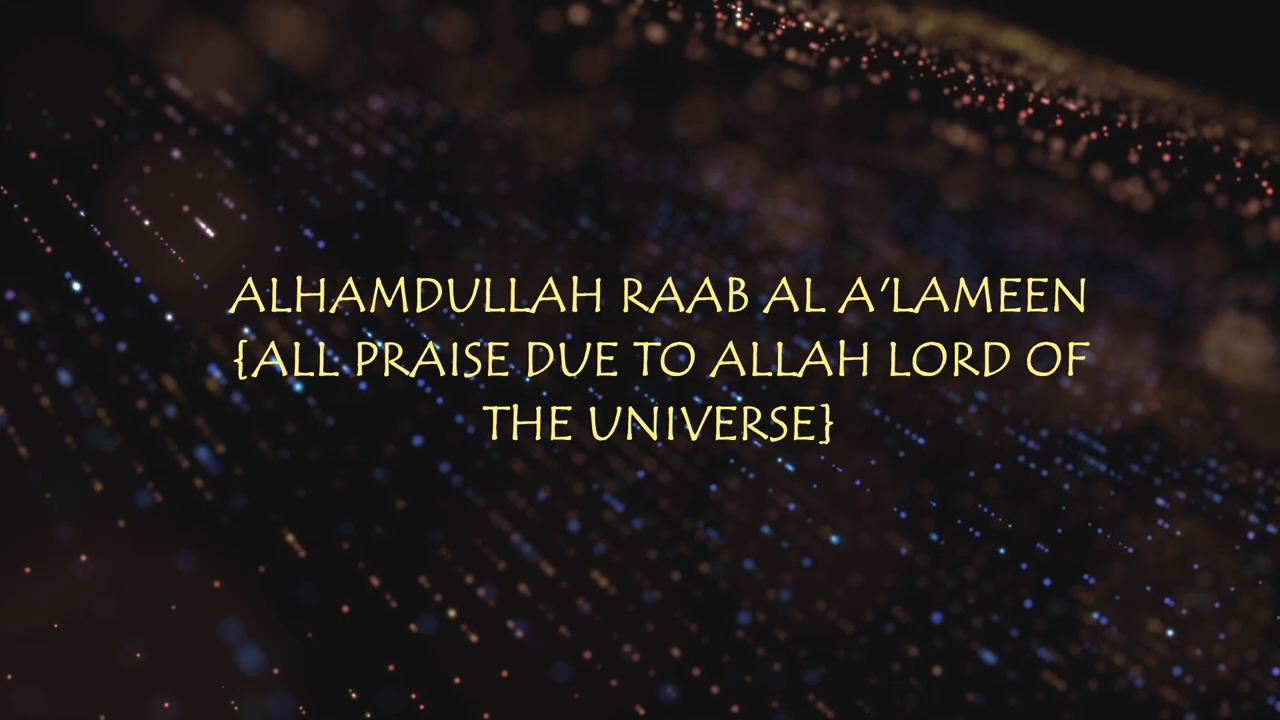 ALHAMDULLAH RAAB AL A'LAMEEN
{ALL PRAISE DUE TO ALLAH LORD OF
THE UNIVERSE}